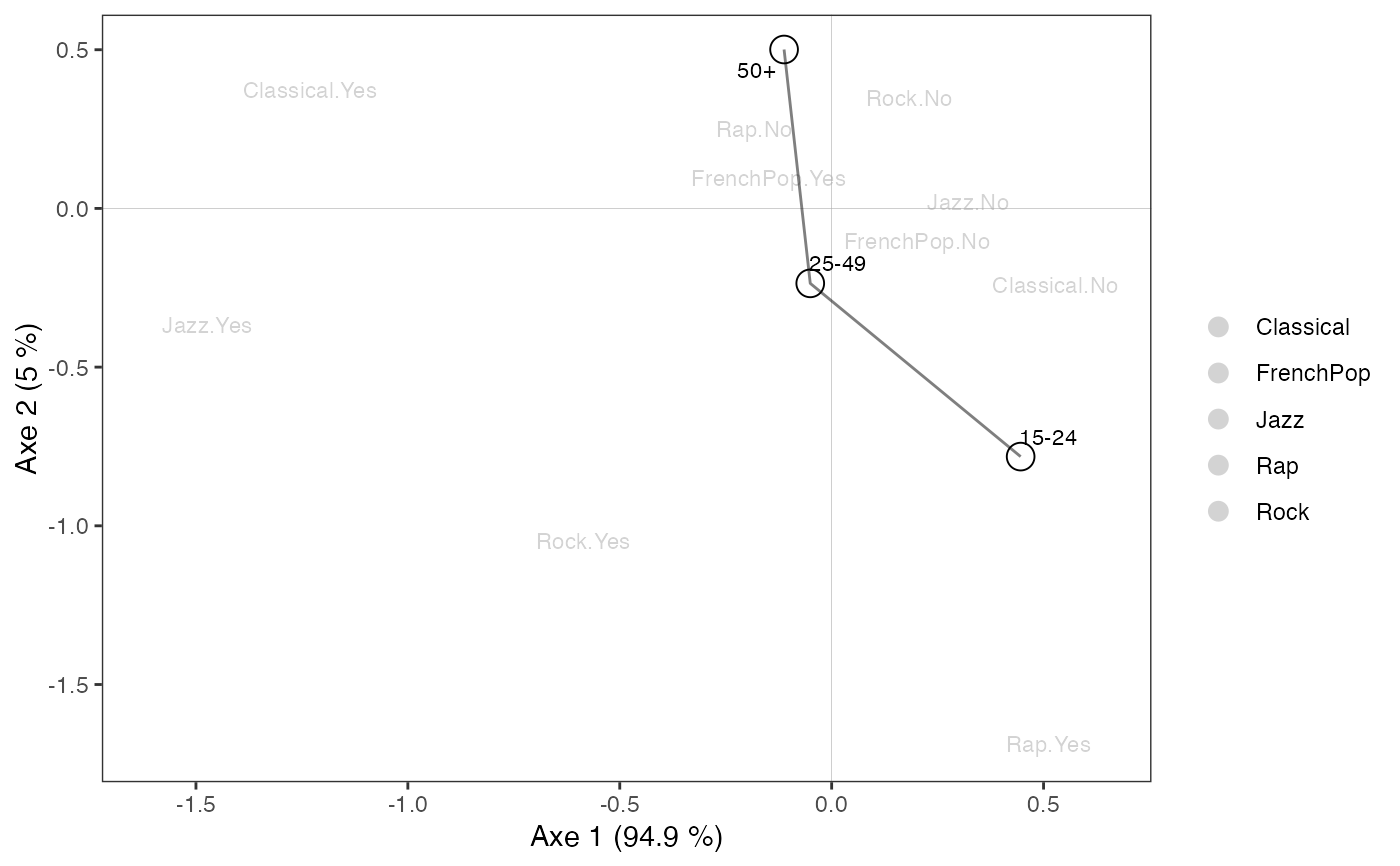 0.5
0.0
-0.5
-1.0
-1.5
Axe 2 (5 %)
50+
Classical.Yes
Rock.No
Rap.No
FrenchPop.Yes
Jazz.No
FrenchPop.No
25-49
Classical.No
Jazz.Yes
15-24
Rock.Yes
Rap.Yes
-1.5
-1.0
-0.5
0.0
0.5
Axe 1 (94.9 %)
Classical
FrenchPop
Jazz
Rap
Rock